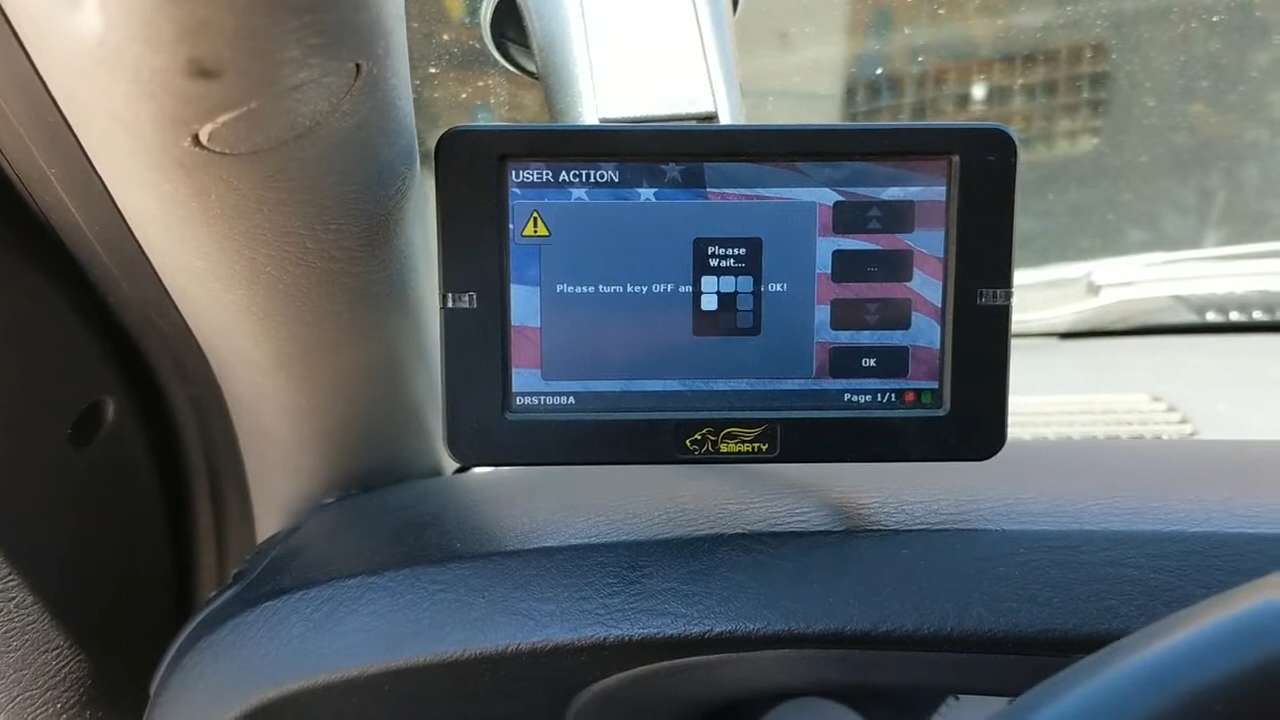 USER ACTION
Please
Wait...
Please turn key OFF an s OK!
...
OK
DRST008A
Page 1/1
SMARTY